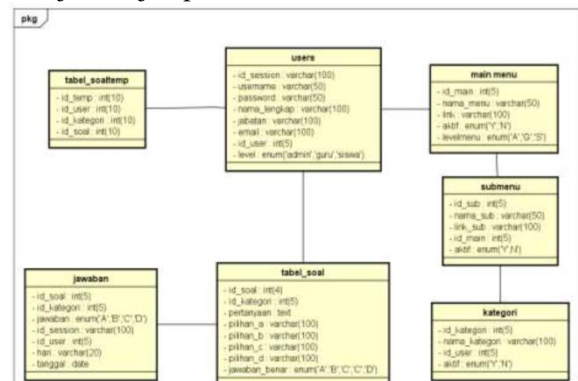 pkg
users
- id_session : varchar(100)
- username : varchar(50)
- password : varchar(50)
- nama_lengkap : varchar(100)
- jabatan : varchar(100)
- email : varchar(100)
- id_user : int(5)
- level : enum('admin','guru','siswa')
tabel_soaltemp
- id_temp : int(10)
- id_user : int(10)
- id_kategori : int(10)
- id_soal : int(10)
main menu
- id_main : int(5)
- nama_menu : varchar(50)
- link : varchar(100)
- aktif : enum('Y','N')
- levelmenu : enum('A','G','S')
submenu
- id_sub : int(5)
- nama_sub : varchar(50)
- link_sub : varchar(100)
- id_main : int(5)
- aktif : enum('Y','N')
jawaban
- id_soal : int(5)
- id_kategori : int(5)
- jawaban : enum('A','B','C','D')
- id_session : varchar(100)
- id_user : int(5)
- hari : varchar(20)
- tanggal : date
tabel_soal
- id_soal : int(4)
- id_kategori : int(5)
- pertanyaan : text
- pilihan_a : varchar(100)
- pilihan_b : varchar(100)
- pilihan_c : varchar(100)
- pilihan_d : varchar(100)
- jawaban_benar : enum('A','B','C','C','D')
kategori
- id_kategori : int(5)
- nama_kategori : varchar(100)
- id_user : int(5)
- aktif : enum('Y','N')